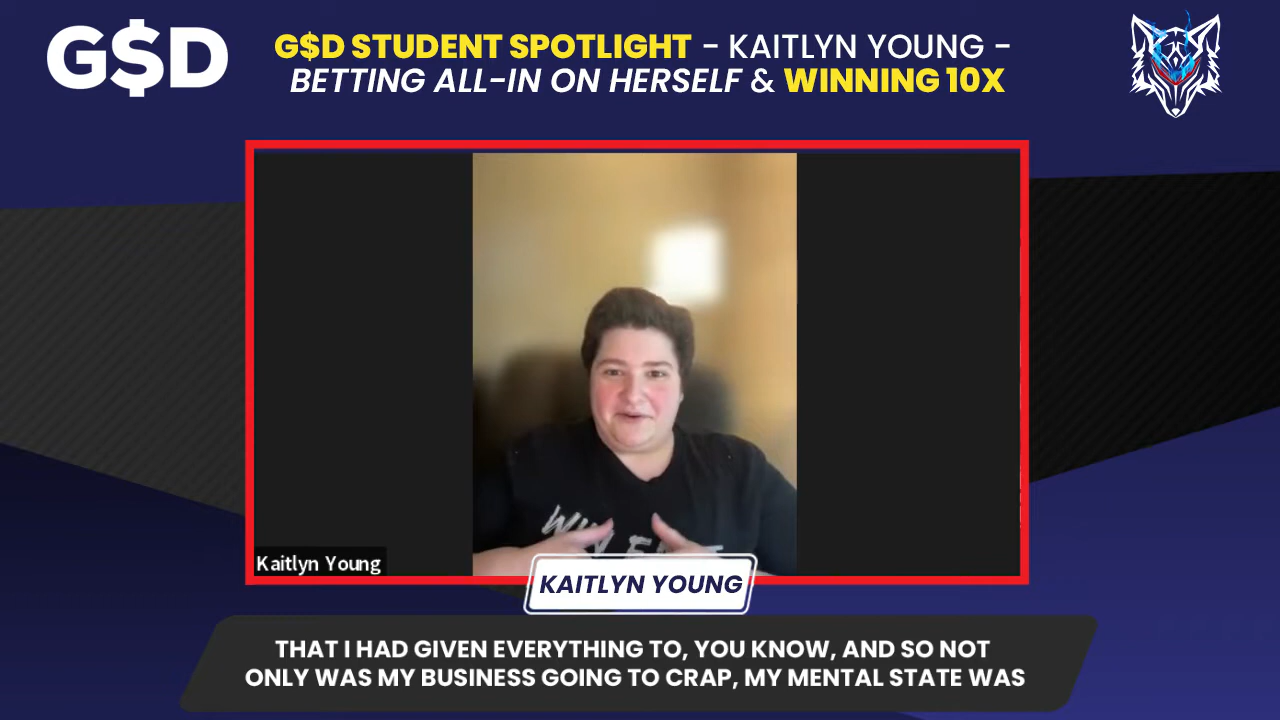 G$D
G$D STUDENT SPOTLIGHT - KAITLYN YOUNG -
BETTING ALL-IN ON HERSELF & WINNING 10X
Kaitlyn Young
KAITLYN YOUNG
THAT I HAD GIVEN EVERYTHING TO, YOU KNOW, AND SO NOT
ONLY WAS MY BUSINESS GOING TO CRAP, MY MENTAL STATE WAS